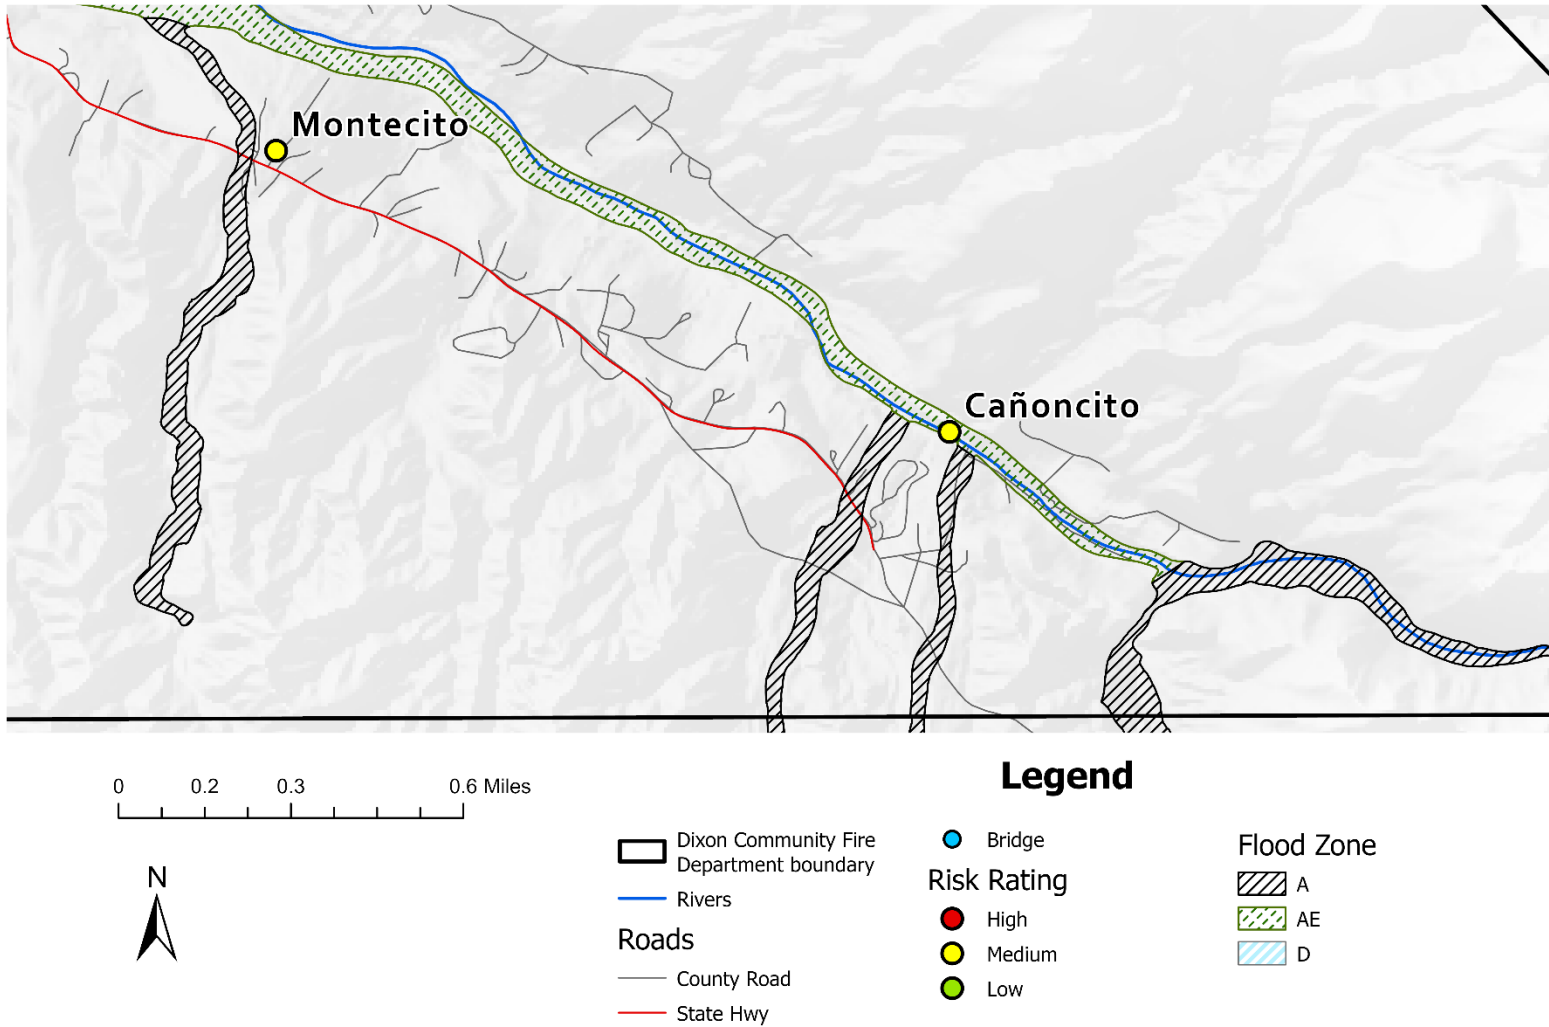 Montecito
Cañoncito
0 0.2 0.3 0.6 Miles
N
Legend
Dixon Community Fire
Department boundary
Rivers
Roads
County Road
State Hwy
Bridge
Risk Rating
High
Medium
Low
Flood Zone
A
AE
D